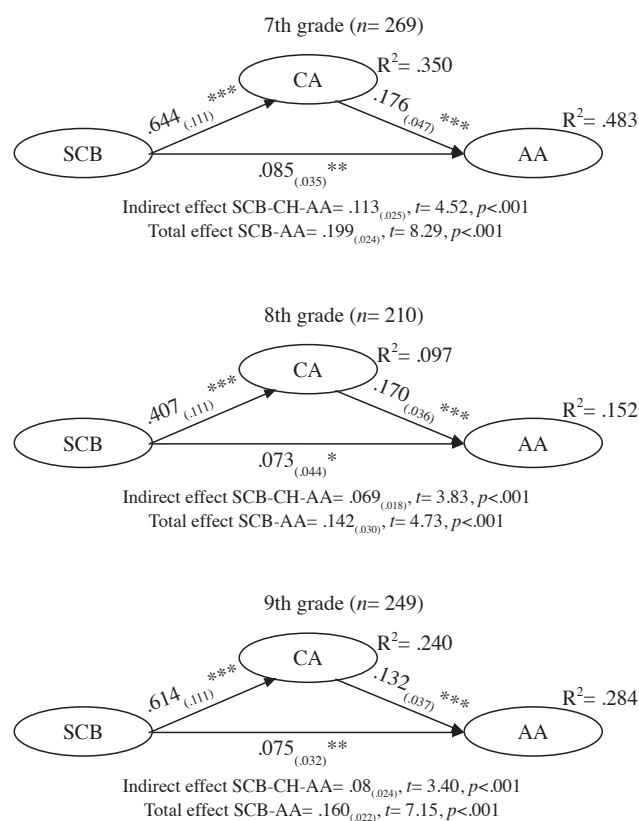 7th grade (n= 269)
CA
R²= .350
.644(.111) ***
.176(.047) ***
R²= .483
SCB
AA
.085(.035)**
Indirect effect SCB-CH-AA= .113(.025), t= 4.52, p<.001
Total effect SCB-AA= .199(.024), t= 8.29, p<.001
8th grade (n= 210)
CA
R²= .097
.407(.111) ***
.170(.036) ***
R²= .152
SCB
AA
.073(.044)*
Indirect effect SCB-CH-AA= .069(.018), t= 3.83, p<.001
Total effect SCB-AA= .142(.030), t= 4.73, p<.001
9th grade (n= 249)
CA
R²= .240
.614(.111) ***
.132(.037) ***
R²= .284
SCB
AA
.075(.032)**
Indirect effect SCB-CH-AA= .08(.024), t= 3.40, p<.001
Total effect SCB-AA= .160(.022), t= 7.15, p<.001